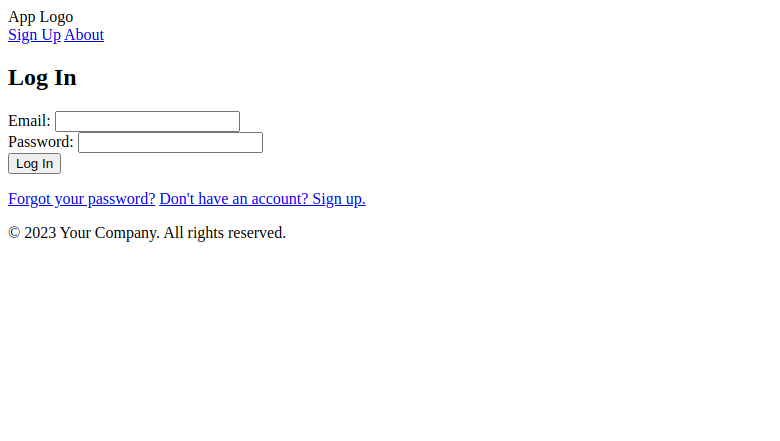 App Logo
Sign Up About
Log In
Email:
Password:
Log In
Forgot your password? Don't have an account? Sign up.
© 2023 Your Company. All rights reserved.